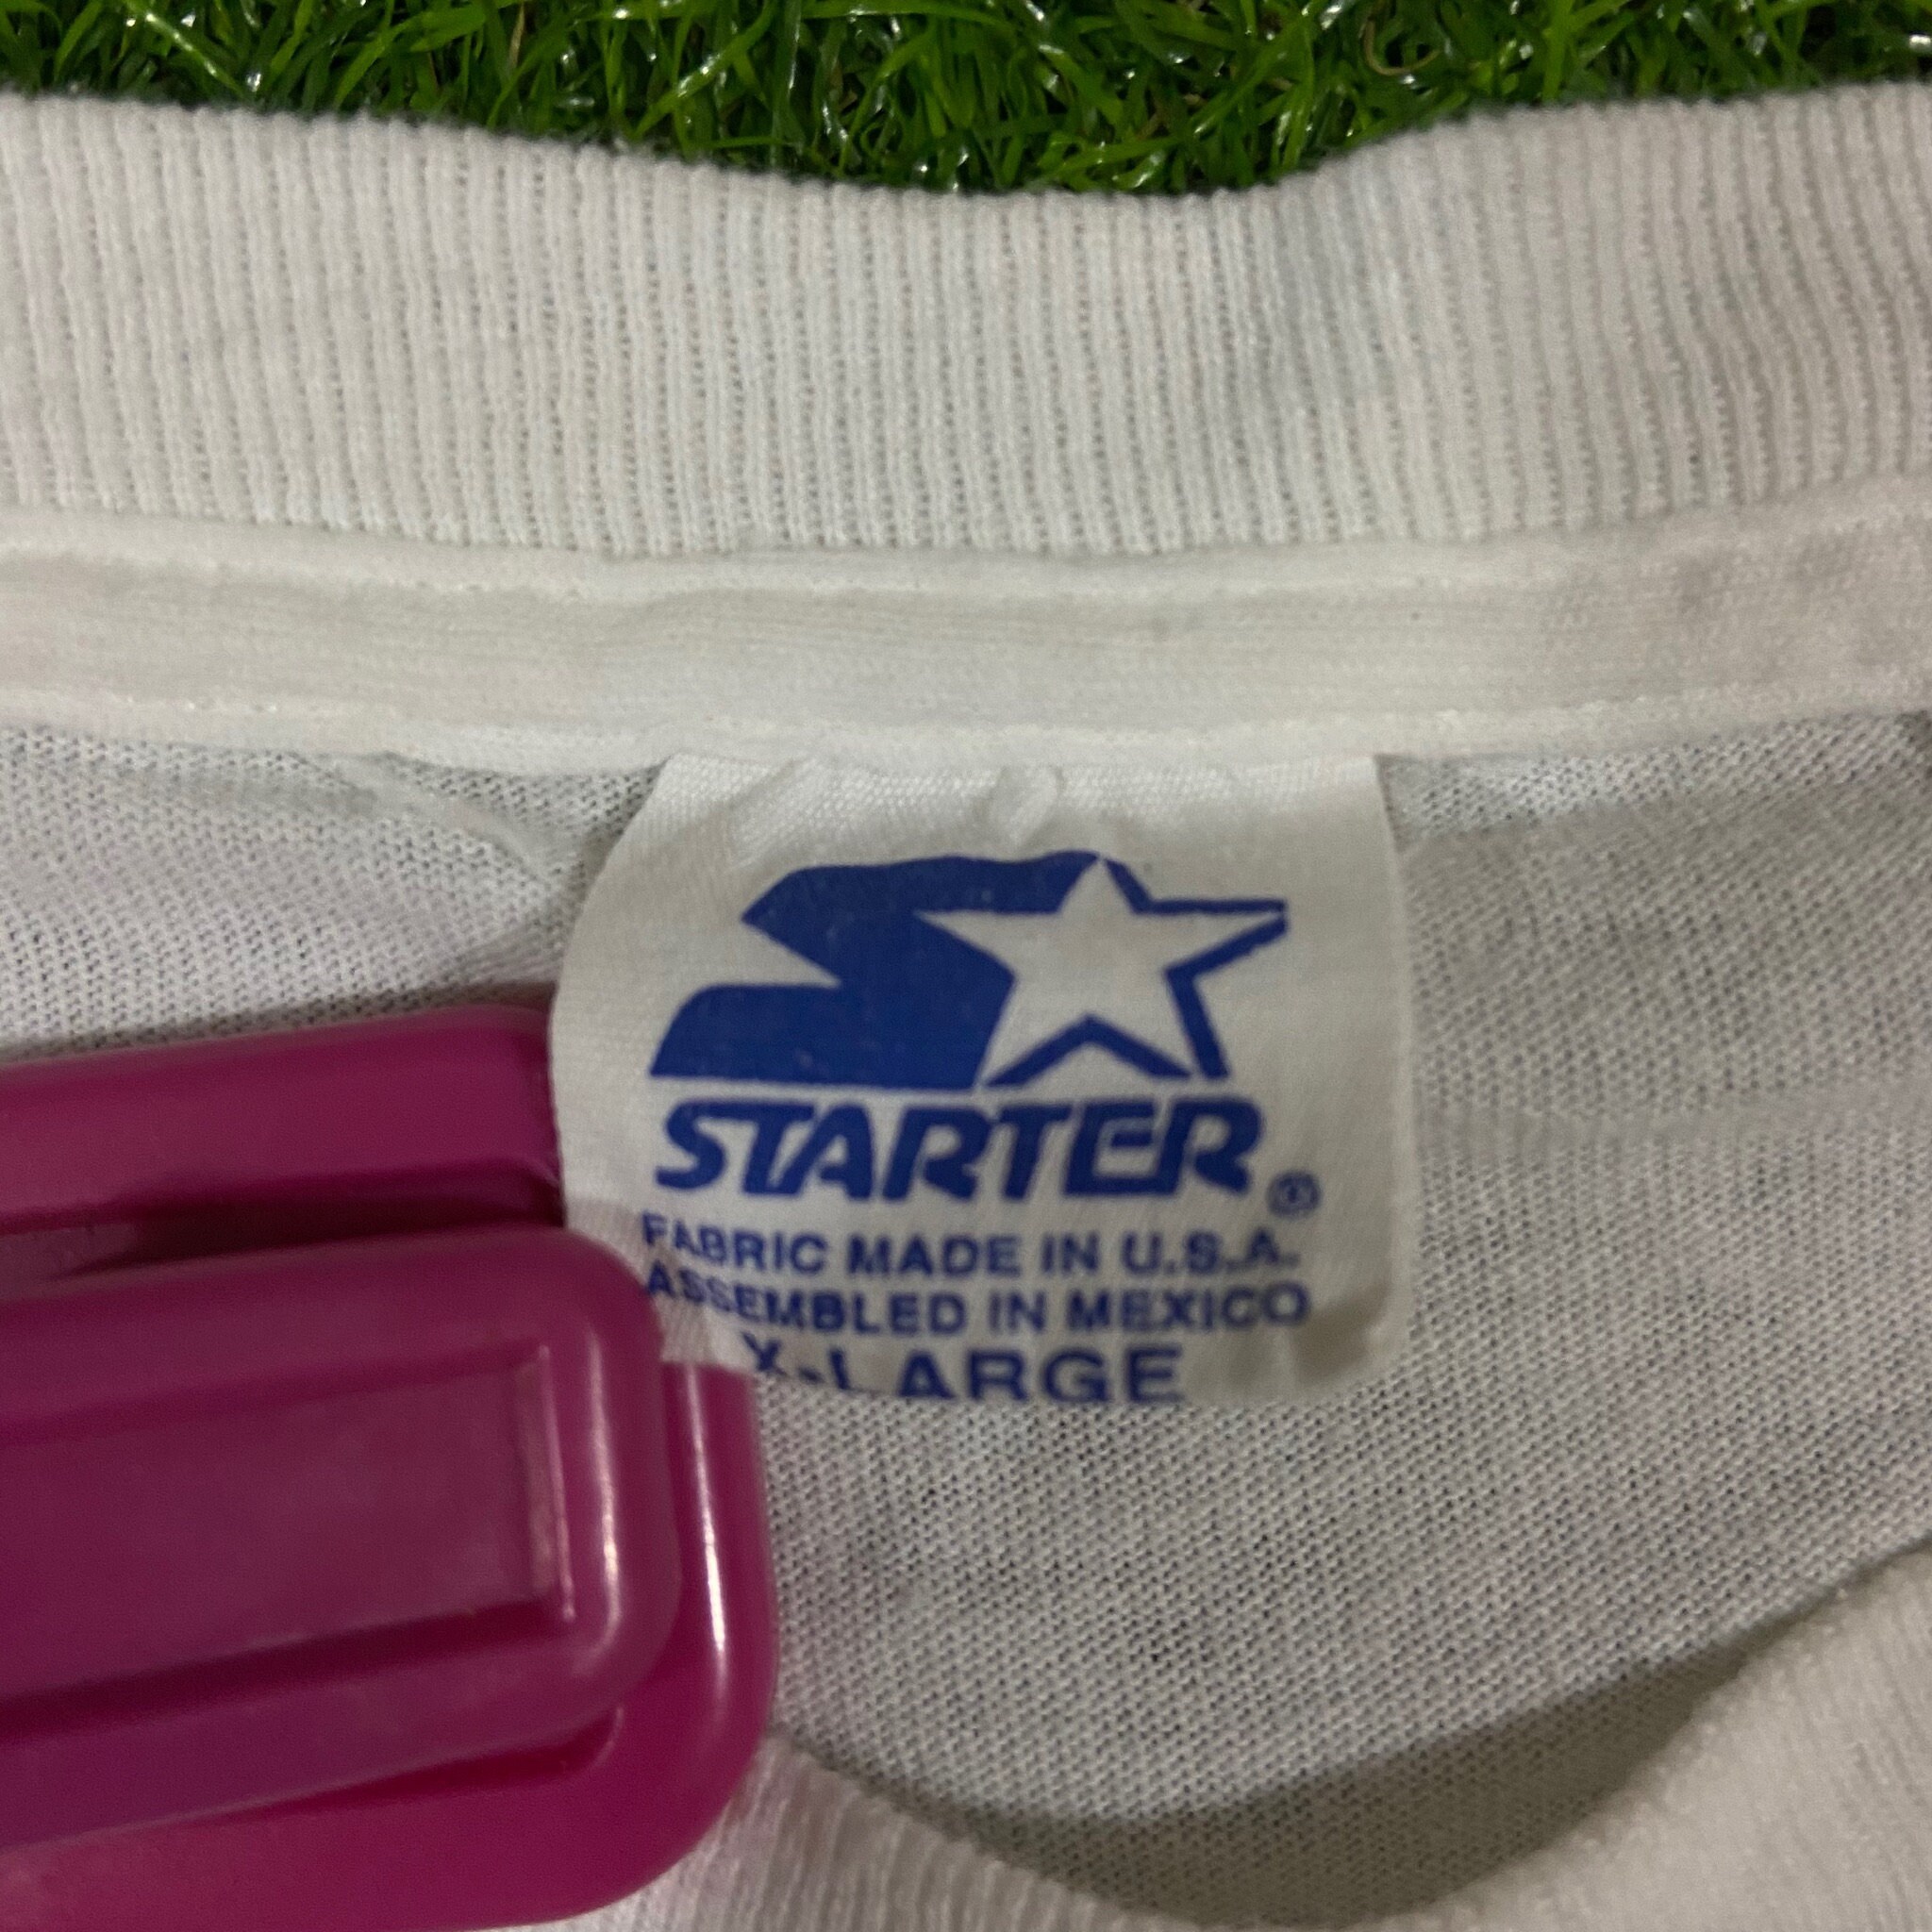 STARTER®
FABRIC MADE IN U.S.A.
ASSEMBLED IN MEXICO
X-LARGE